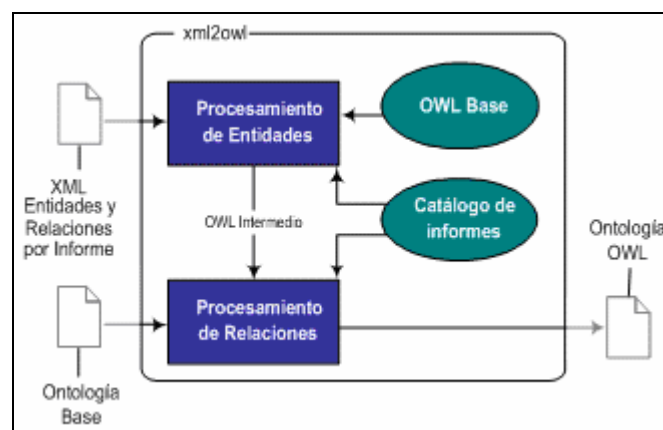 xml2owl
Procesamiento
de Entidades
OWL Base
XML
Entidades y
Relaciones
por Informe
OWL Intermedio
Catálogo de
informes
Ontología
OWL
Procesamiento
de Relaciones
Ontología
Base